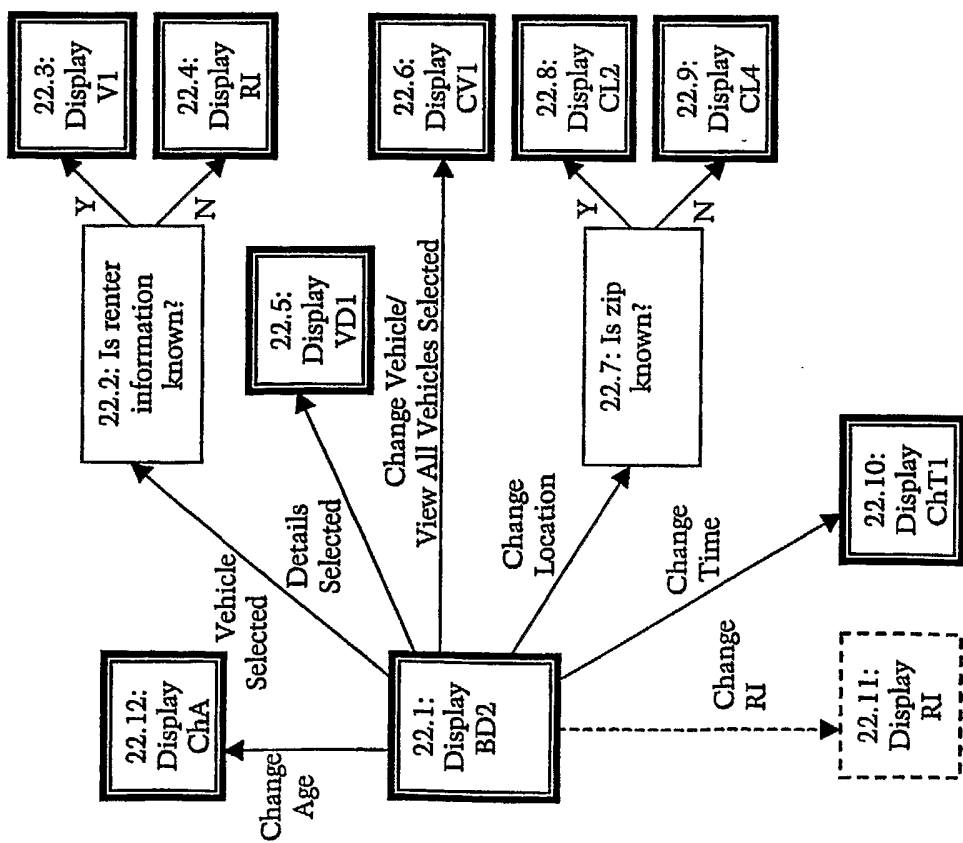 22.3:
Display
V1
22.4:
Display
RI
Y
N
22.2: Is renter
information
known?
22.5:
Display
VD1
22.6:
Display
CV1
22.8:
Display
CL2
22.9:
Display
CL4
Y
N
22.7: Is zip
known?
Vehicle
Selected
Details
Selected
Change Vehicle/
View All Vehicles Selected
Change
Location
Change
Time
22.10:
Display
ChT1
22.12:
Display
ChA
Change
Age
22.1:
Display
BD2
Change
RI
22.11:
Display
RI